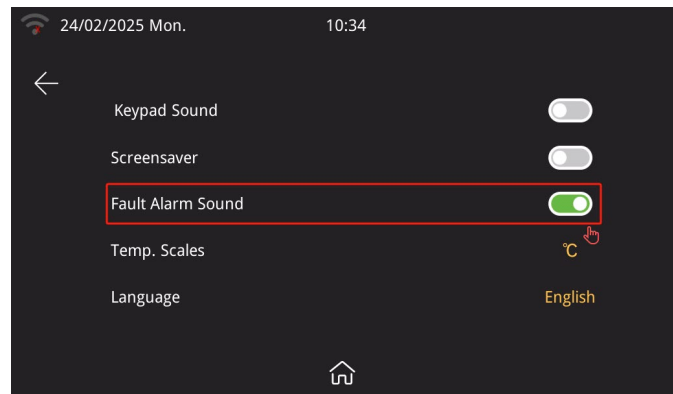 24/02/2025 Mon. 10:34
Keypad Sound
Screensaver
Fault Alarm Sound
Temp. Scales ℃
Language English